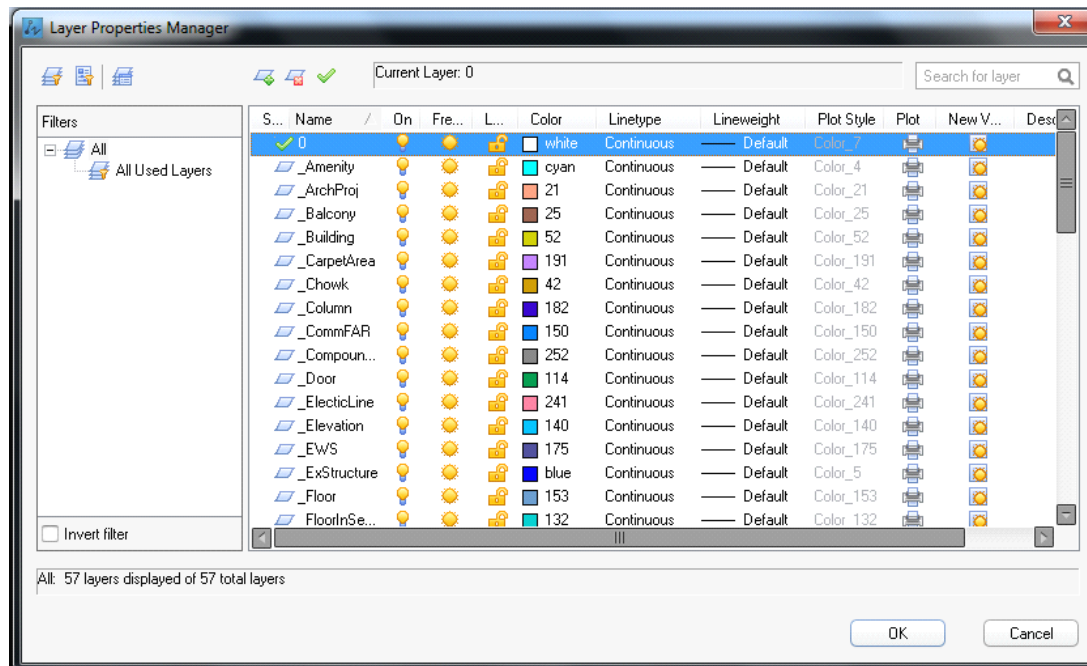 Layer Properties Manager
Current Layer: 0
Search for layer
Filters
All
All Used Layers
Invert filter
S... Name / On Fre... L... Color Linetype Lineweight Plot Style Plot New V... Desc
0 white Continuous Default Color_7
_Amenity cyan Continuous Default Color_4
_ArchProj 21 Continuous Default Color_21
_Balcony 25 Continuous Default Color_25
_Building 52 Continuous Default Color_52
_CarpetArea 191 Continuous Default Color_191
_Chowk 42 Continuous Default Color_42
_Column 182 Continuous Default Color_182
_CommFAR 150 Continuous Default Color_150
_Compoun... 252 Continuous Default Color_252
_Door 114 Continuous Default Color_114
_ElecticLine 241 Continuous Default Color_241
_Elevation 140 Continuous Default Color_140
_EWS 175 Continuous Default Color_175
_ExStructure blue Continuous Default Color_5
_Floor 153 Continuous Default Color_153
_FloorInSe... 132 Continuous Default Color_132
All: 57 layers displayed of 57 total layers
OK Cancel